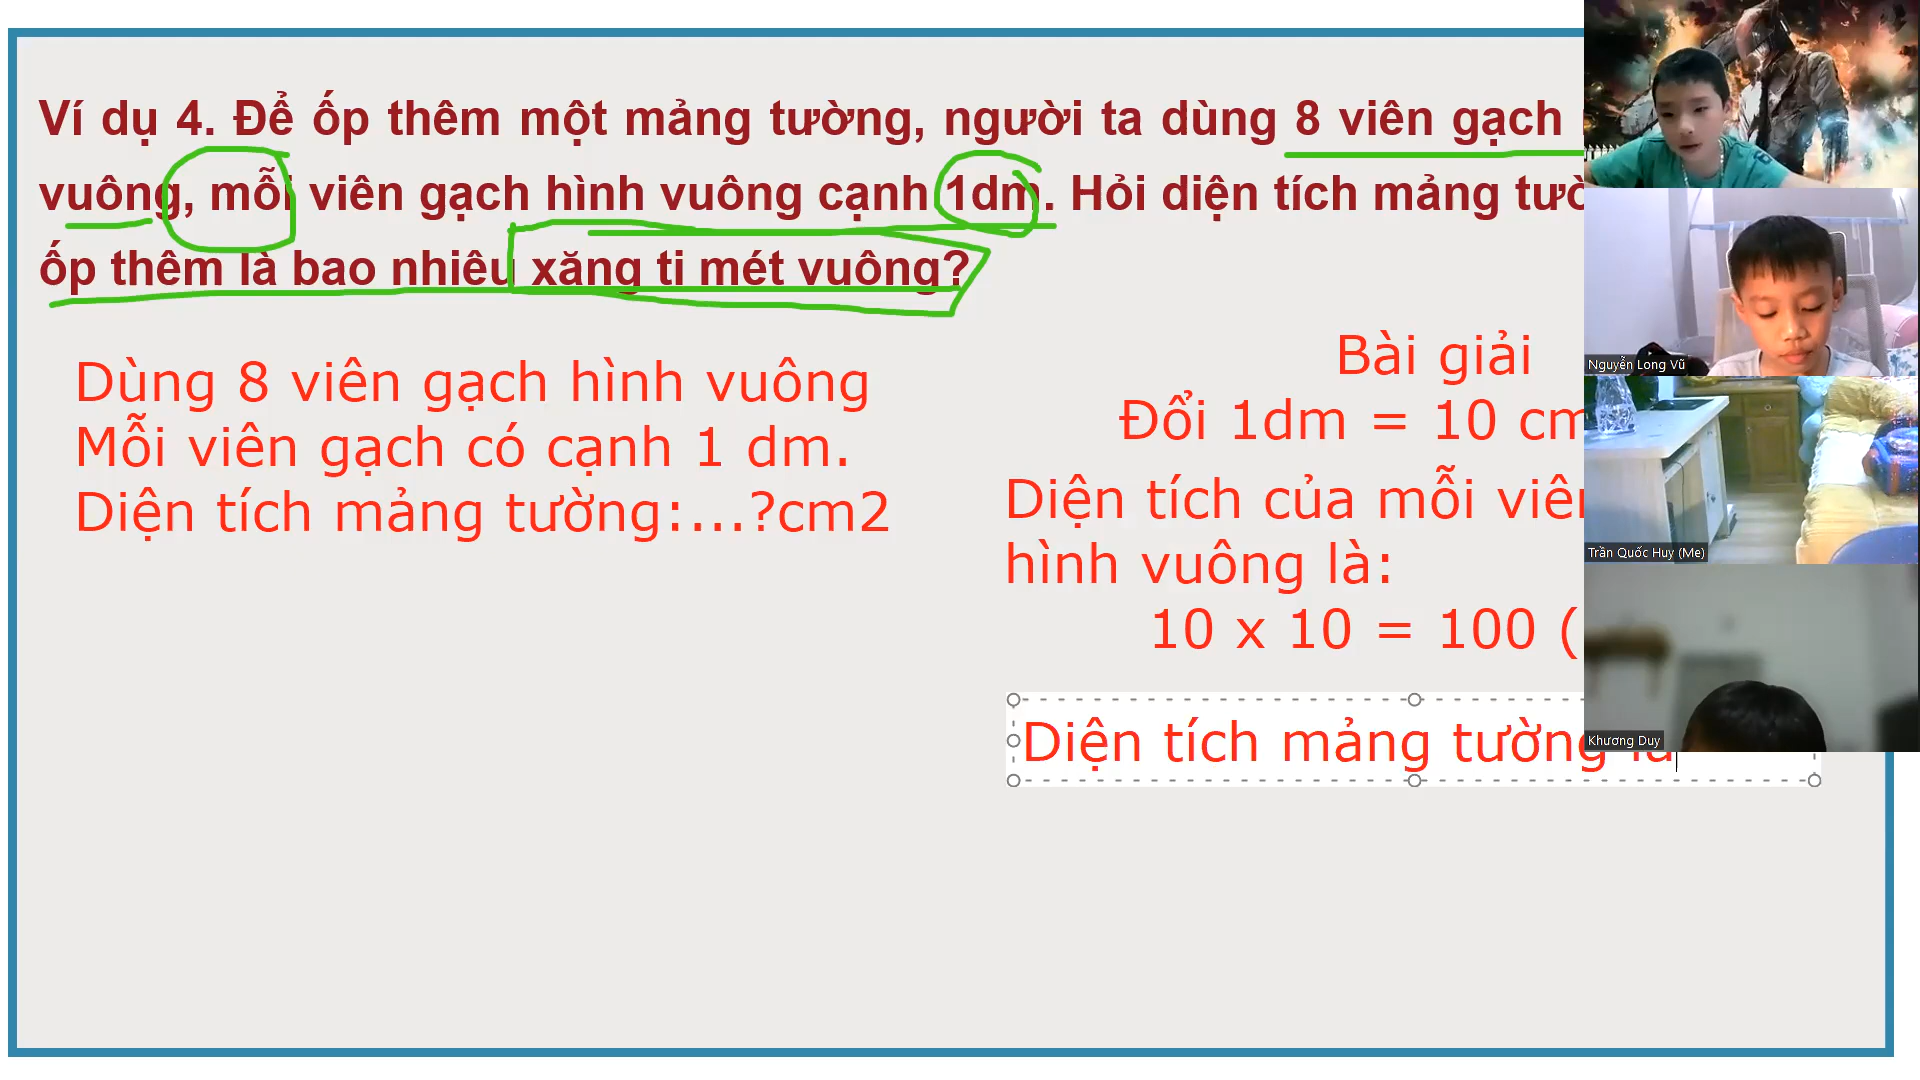 Ví dụ 4. Để ốp thêm một mảng tường, người ta dùng 8 viên gạch
vuông, mỗi viên gạch hình vuông cạnh 1dm. Hỏi diện tích mảng
ốp thêm là bao nhiêu xăng ti mét vuông?
Dùng 8 viên gạch hình vuông
Mỗi viên gạch có cạnh 1 dm.
Diện tích mảng tường:...?cm2
Bài giải
Đổi 1dm = 10 cm
Diện tích của mỗi viên
hình vuông là:
10 x 10 = 100 (
Diện tích mảng tường là
Nguyễn Long Vũ
Trần Quốc Huy (Me)
Khương Duy